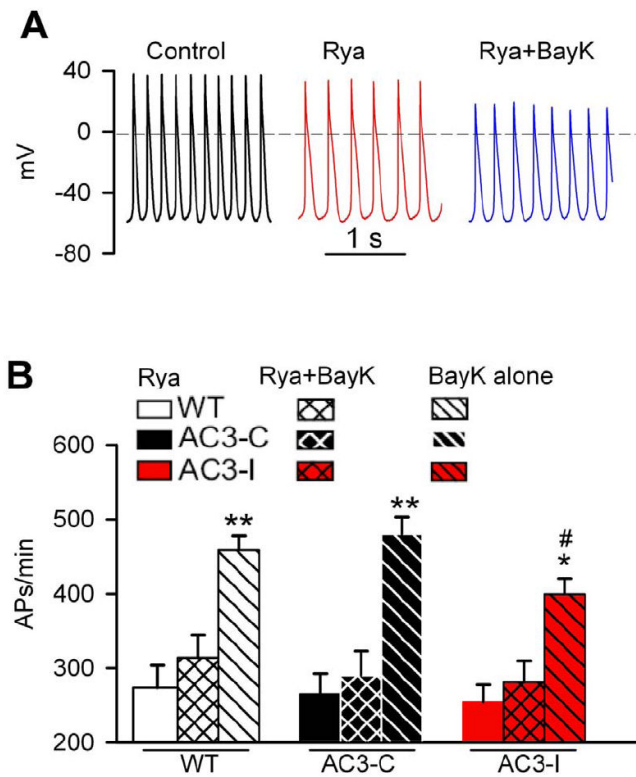 A
Control Rya Rya+BayK
40
0
-40
-80
mV
1 s
B
Rya Rya+BayK BayK alone
WT
AC3-C
AC3-I
600
500
400
300
200
APs/min
** ** #
*
WT AC3-C AC3-I